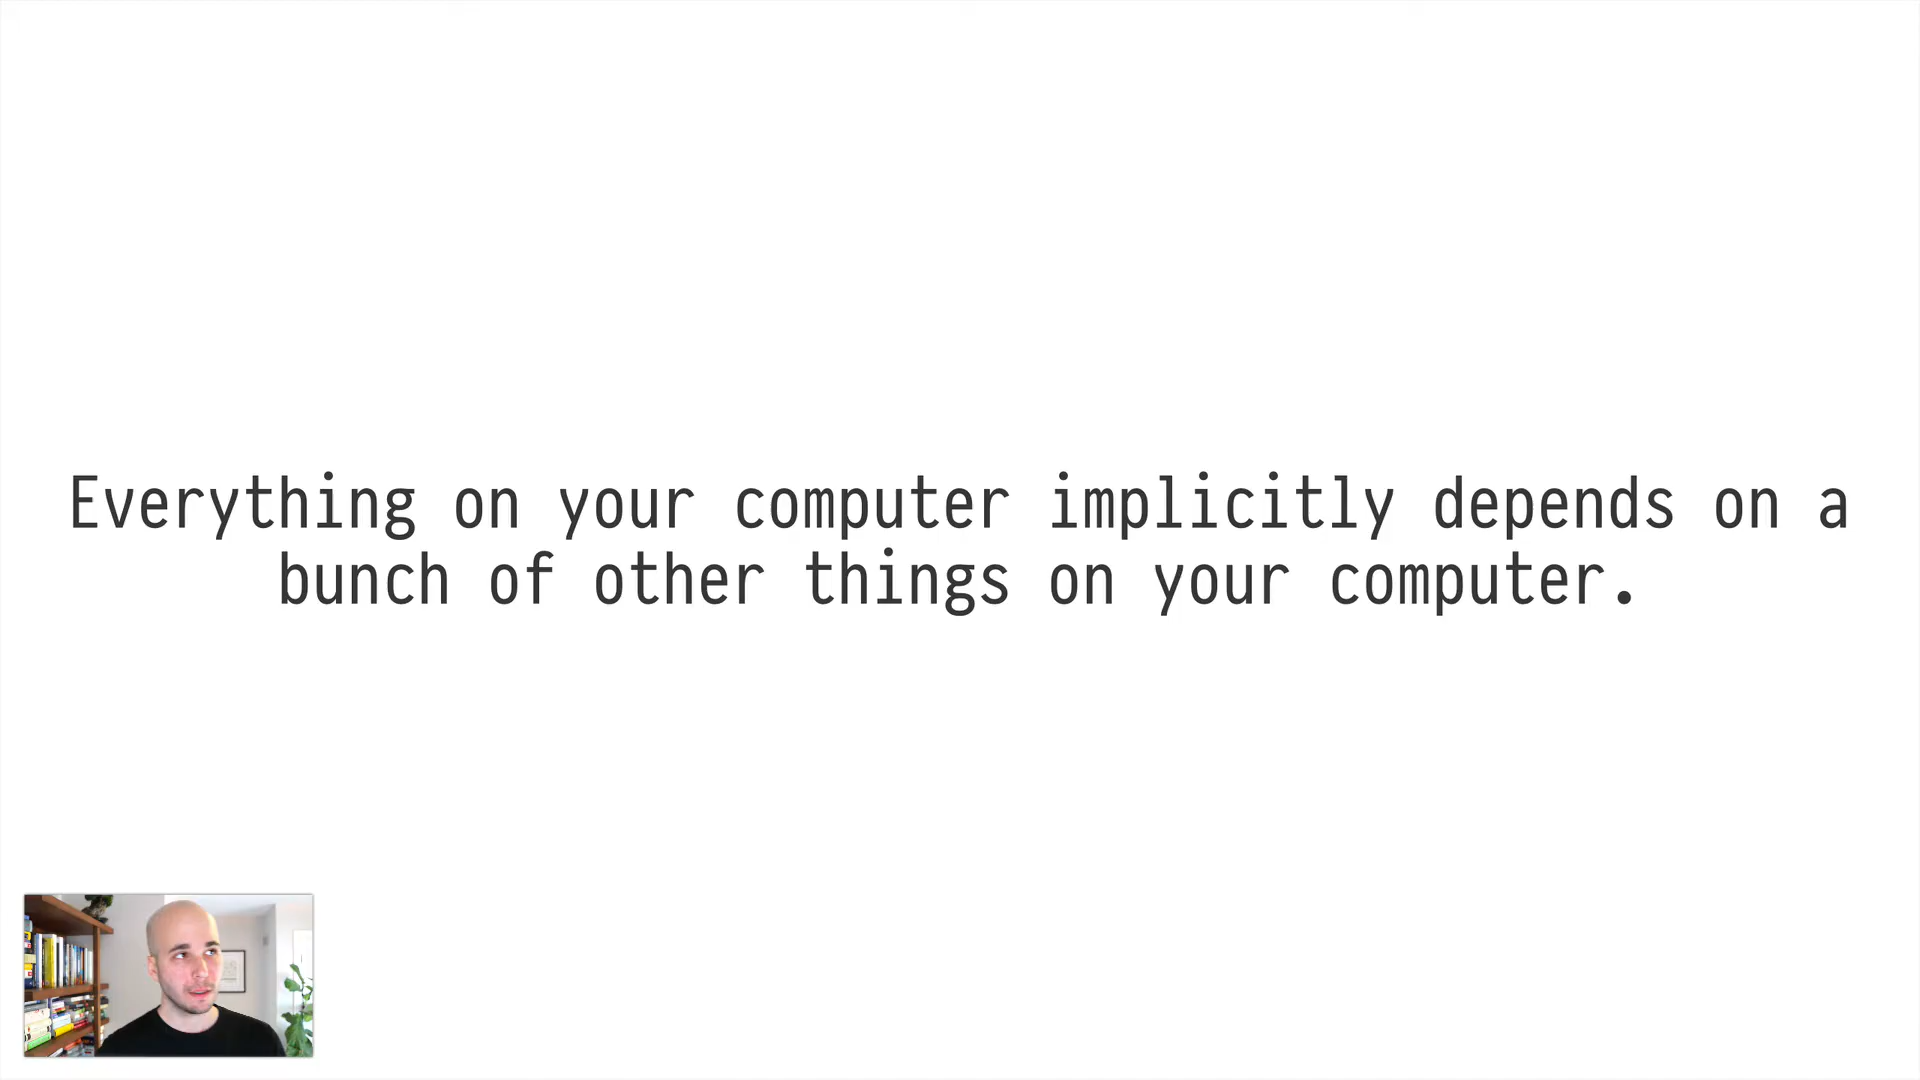 Everything on your computer implicitly depends on a
bunch of other things on your computer.